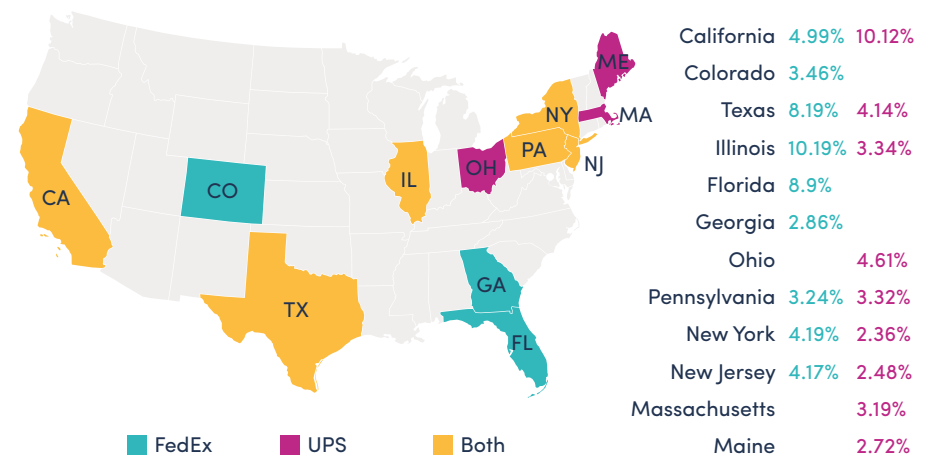 ME
NY
MA
PA
NJ
OH
IL
CO
CA
GA
TX
FL
California 4.99% 10.12%
Colorado 3.46%
Texas 8.19% 4.14%
Illinois 10.19% 3.34%
Florida 8.9%
Georgia 2.86%
Ohio 4.61%
Pennsylvania 3.24% 3.32%
New York 4.19% 2.36%
New Jersey 4.17% 2.48%
Massachusetts 3.19%
Maine 2.72%
FedEx UPS Both